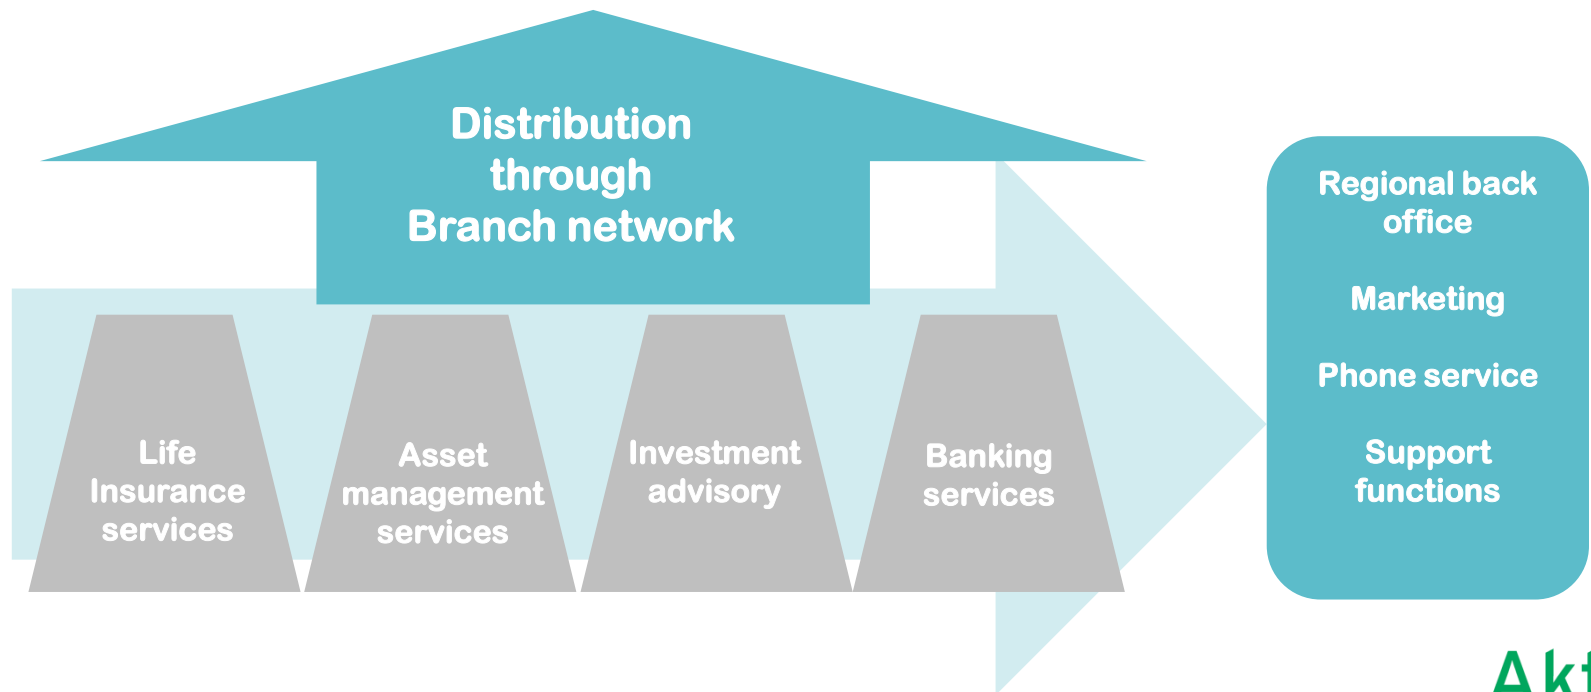 Distribution
through
Branch network
Life
Insurance
services
Asset
management
services
Investment
advisory
Banking
services
Regional back
office
Marketing
Phone service
Support
functions